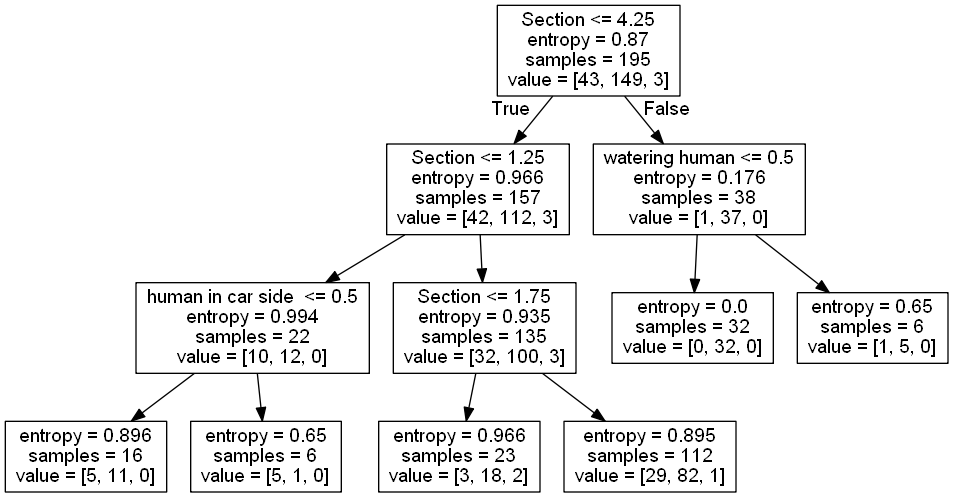 Section <= 4.25
entropy = 0.87
samples = 195
value = [43, 149, 3]
True
False
Section <= 1.25
entropy = 0.966
samples = 157
value = [42, 112, 3]
watering human <= 0.5
entropy = 0.176
samples = 38
value = [1, 37, 0]
human in car side  <= 0.5
entropy = 0.994
samples = 22
value = [10, 12, 0]
Section <= 1.75
entropy = 0.935
samples = 135
value = [32, 100, 3]
entropy = 0.0
samples = 32
value = [0, 32, 0]
entropy = 0.65
samples = 6
value = [1, 5, 0]
entropy = 0.896
samples = 16
value = [5, 11, 0]
entropy = 0.65
samples = 6
value = [5, 1, 0]
entropy = 0.966
samples = 23
value = [3, 18, 2]
entropy = 0.895
samples = 112
value = [29, 82, 1]